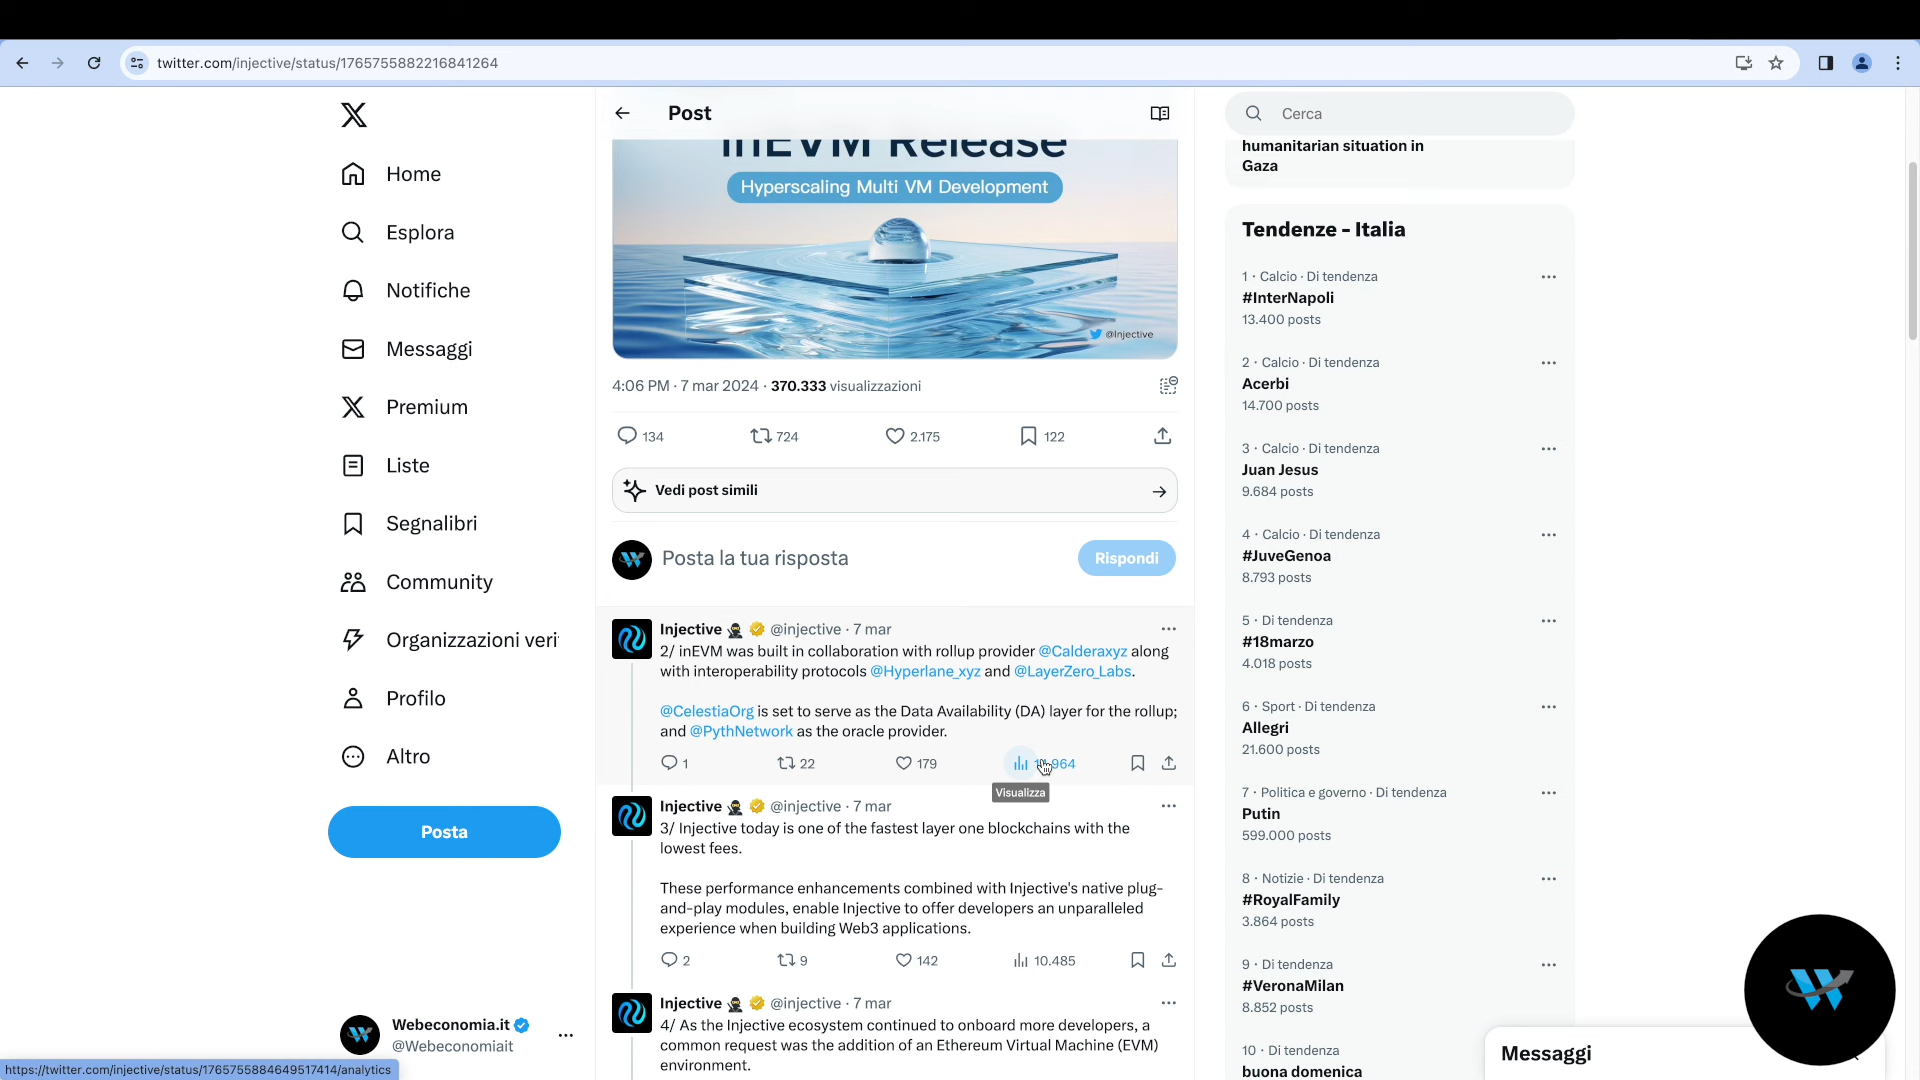 twitter.com/injective/status/1765755882216841264
Post
Cerca
Home
Esplora
Notifiche
Messaggi
Premium
Liste
Segnalibri
Community
Organizzazioni veri
Profilo
Altro
Posta
Webeconomia.it
@Webeconomiait
https://twitter.com/injective/status/1765755884649517414/analytics
inEVM Release
Hyperscaling Multi VM Development
@Injective
4:06 PM · 7 mar 2024 · 370.333 visualizzazioni
134 724 2.175 122
Vedi post simili
Posta la tua risposta
Rispondi
Injective @injective · 7 mar
2/ inEVM was built in collaboration with rollup provider @Calderaxyz along
with interoperability protocols @Hyperlane_xyz and @LayerZero_Labs.
@CelestiaOrg is set to serve as the Data Availability (DA) layer for the rollup;
and @PythNetwork as the oracle provider.
1 22 179
Visualizza
Injective @injective · 7 mar
3/ Injective today is one of the fastest layer one blockchains with the
lowest fees.
These performance enhancements combined with Injective's native plug-
and-play modules, enable Injective to offer developers an unparalleled
experience when building Web3 applications.
2 9 142 10.485
Injective @injective · 7 mar
4/ As the Injective ecosystem continued to onboard more developers, a
common request was the addition of an Ethereum Virtual Machine (EVM)
environment.
humanitarian situation in
Gaza
Tendenze - Italia
1 · Calcio · Di tendenza
#InterNapoli
13.400 posts
2 · Calcio · Di tendenza
Acerbi
14.700 posts
3 · Calcio · Di tendenza
Juan Jesus
9.684 posts
4 · Calcio · Di tendenza
#JuveGenoa
8.793 posts
5 · Di tendenza
#18marzo
4.018 posts
6 · Sport · Di tendenza
Allegri
21.600 posts
7 · Politica e governo · Di tendenza
Putin
599.000 posts
8 · Notizie · Di tendenza
#RoyalFamily
3.864 posts
9 · Di tendenza
#VeronaMilan
8.852 posts
10 · Di tendenza
buona domenica
Messaggi